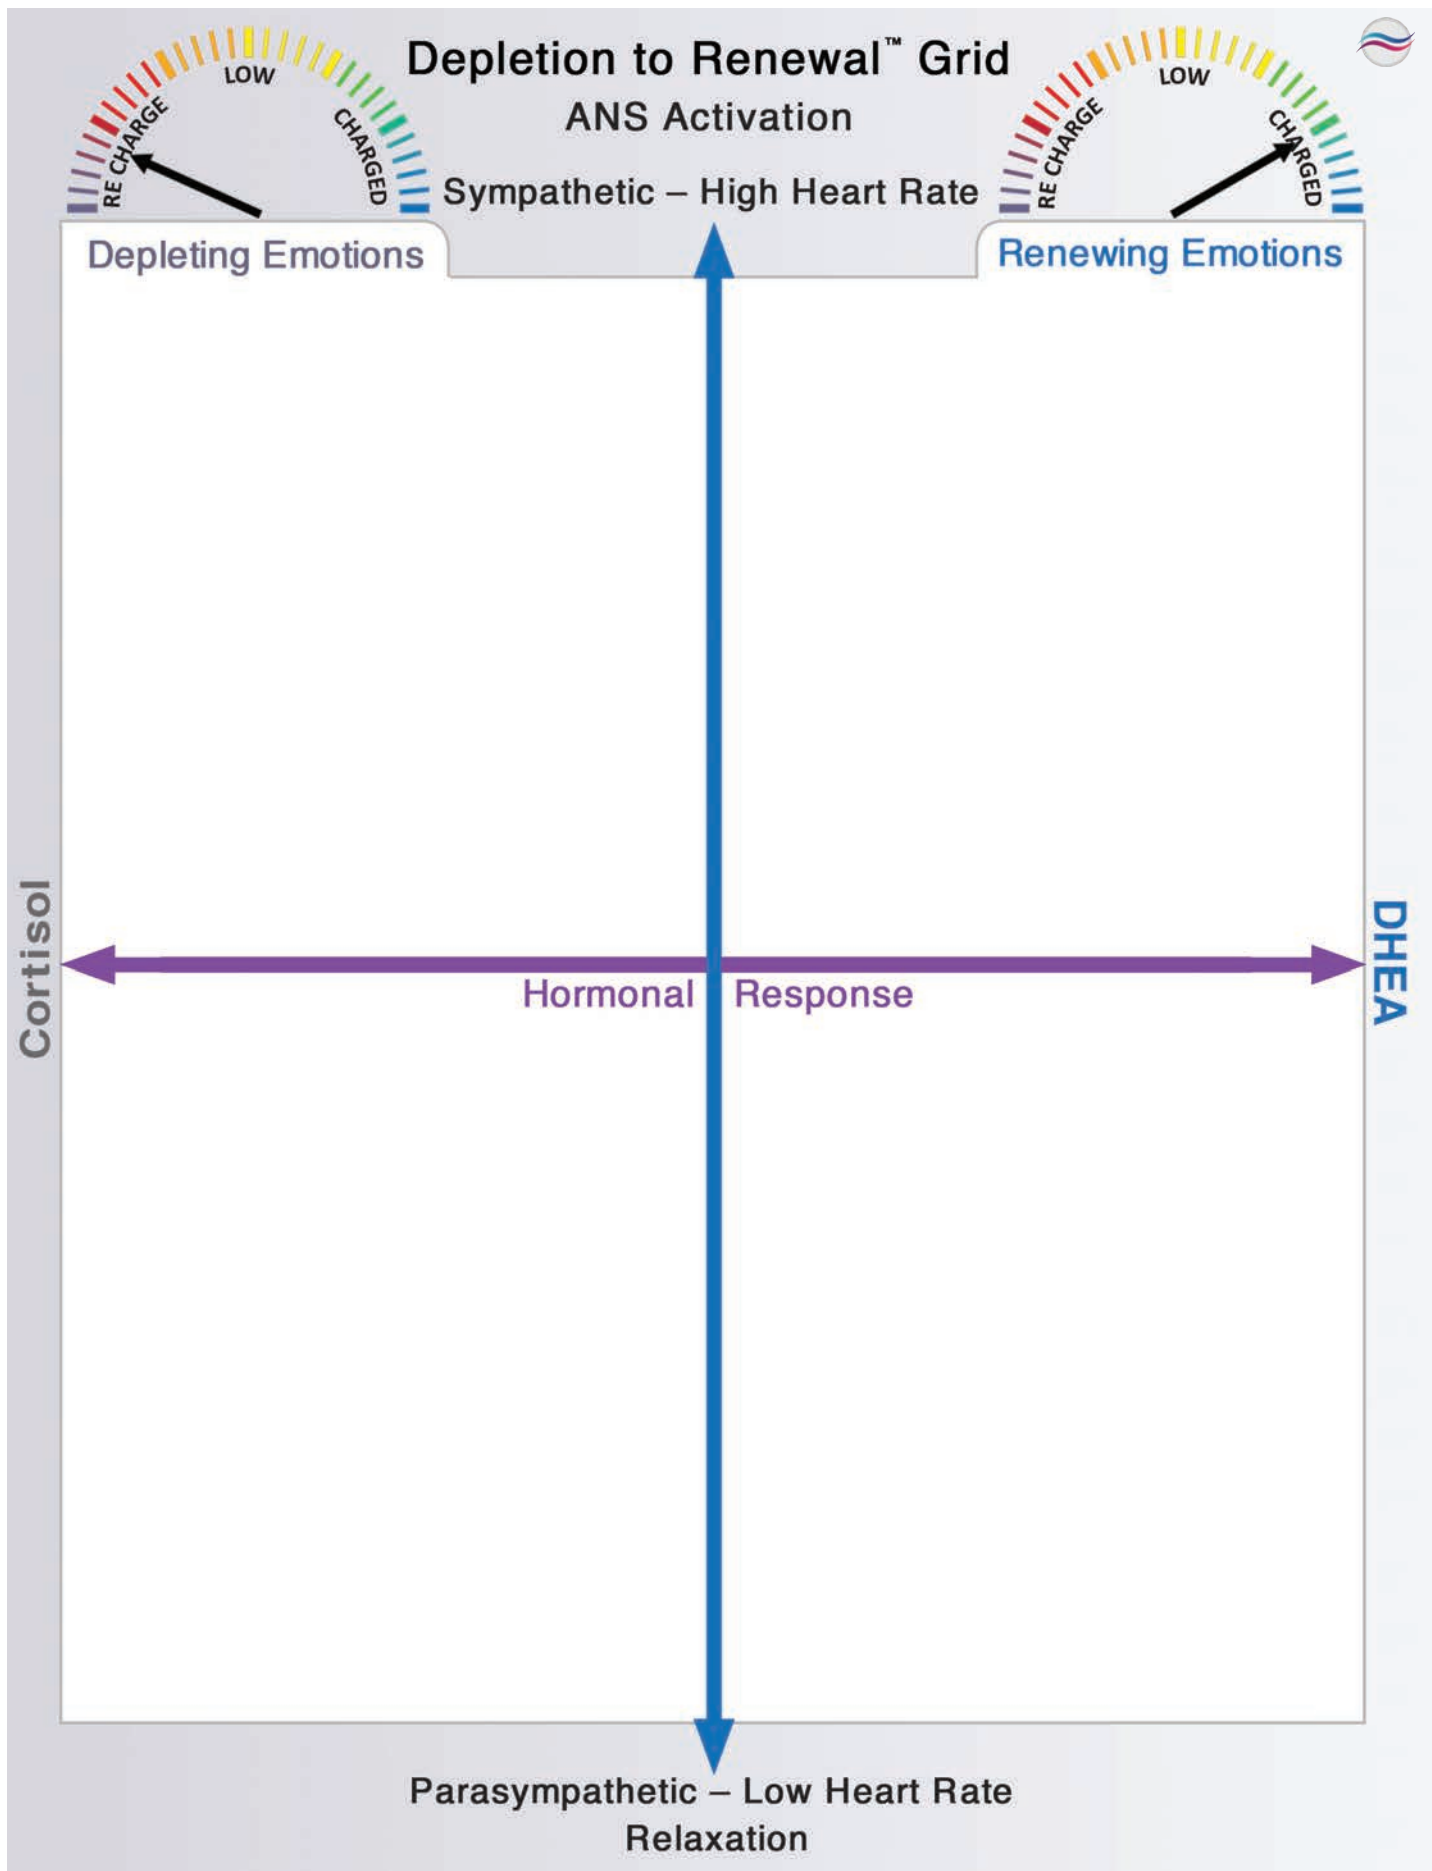 Depletion to Renewal™ Grid
ANS Activation
Sympathetic – High Heart Rate
RE CHARGE
LOW
CHARGED
RE CHARGE
LOW
CHARGED
Depleting Emotions
Renewing Emotions
Cortisol
DHEA
Hormonal Response
Parasympathetic – Low Heart Rate
Relaxation